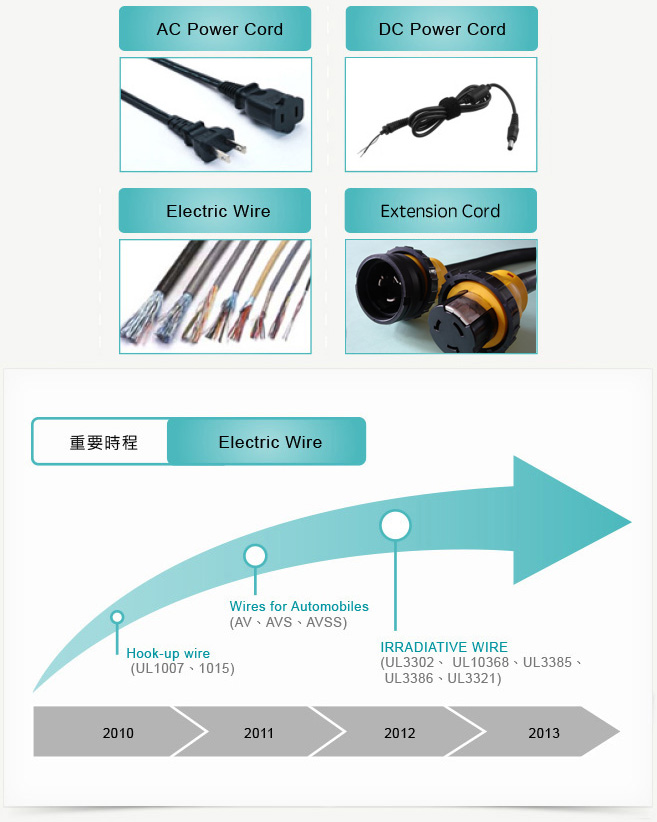 AC Power Cord
DC Power Cord
Electric Wire
Extension Cord
重要時程
Electric Wire
Wires for Automobiles
(AV、AVS、AVSS)
Hook-up wire
(UL1007、1015)
IRRADIATIVE WIRE
(UL3302、 UL10368、UL3385、
UL3386、UL3321)
2010
2011
2012
2013